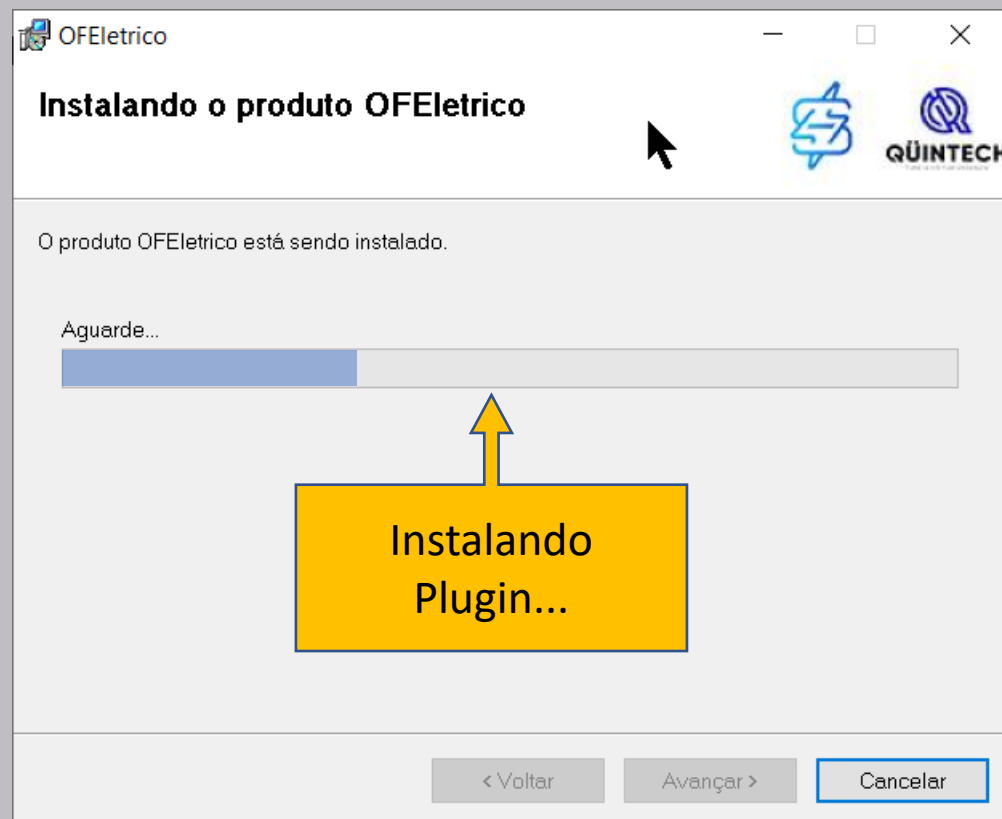 OFEletrico
Instalando o produto OFEletrico
QÜINTECH
O produto OFEletrico está sendo instalado.
Aguarde...
Instalando
Plugin...
< Voltar
Avançar >
Cancelar